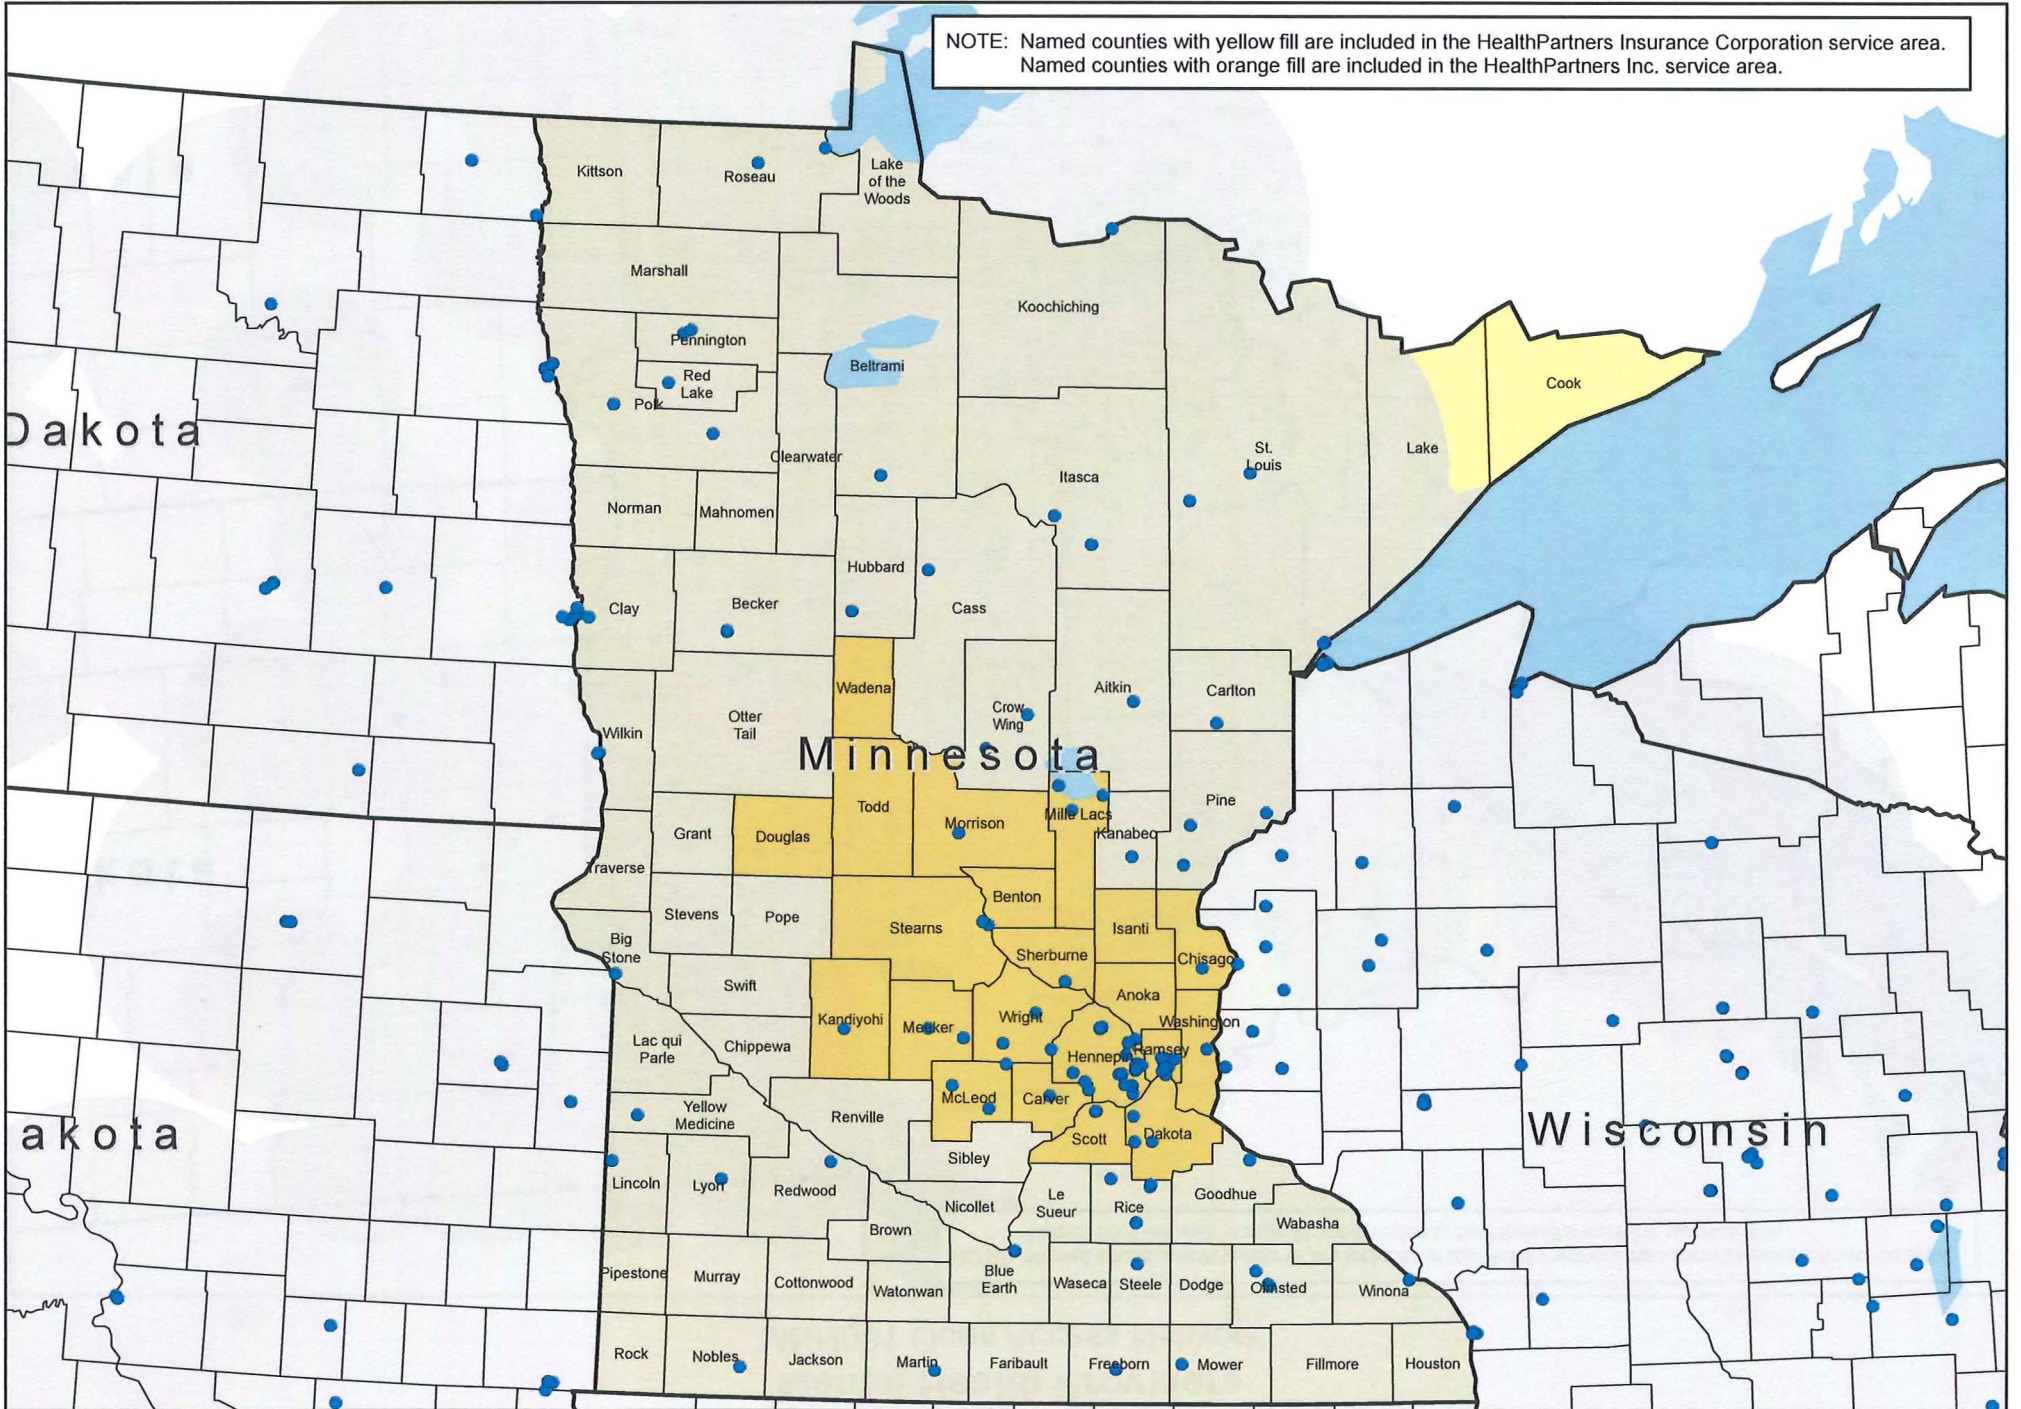 NOTE: Named counties with yellow fill are included in the HealthPartners Insurance Corporation service area.
Named counties with orange fill are included in the HealthPartners Inc. service area.
Kittson
Roseau
Lake
of the
Woods
Marshall
Koochiching
Pennington
Red
Lake
Beltrami
Cook
Polk
Dakota
Clearwater
St.
Louis
Lake
Itasca
Norman
Mahnomen
Hubbard
Clay
Becker
Cass
Wadena
Aitkin
Carlton
Otter
Tail
Crow
Wing
Wilkin
Minnesota
Todd
Pine
Morrison
Mille Lacs
Grant
Douglas
Kanabec
Traverse
Benton
Stevens
Pope
Stearns
Isanti
Big
Stone
Sherburne
Chisago
Swift
Anoka
Kandiyohi
Meeker
Wright
Washington
Lac qui
Parle
Chippewa
Hennepin
Ramsey
McLeod
Carver
Yellow
Medicine
Renville
akota
Scott
Dakota
Wisconsin
Sibley
Lincoln
Lyon
Redwood
Nicollet
Le
Sueur
Rice
Goodhue
Brown
Wabasha
Pipestone
Murray
Cottonwood
Watonwan
Blue
Earth
Waseca
Steele
Dodge
Olmsted
Winona
Rock
Nobles
Jackson
Martin
Faribault
Freeborn
Mower
Fillmore
Houston